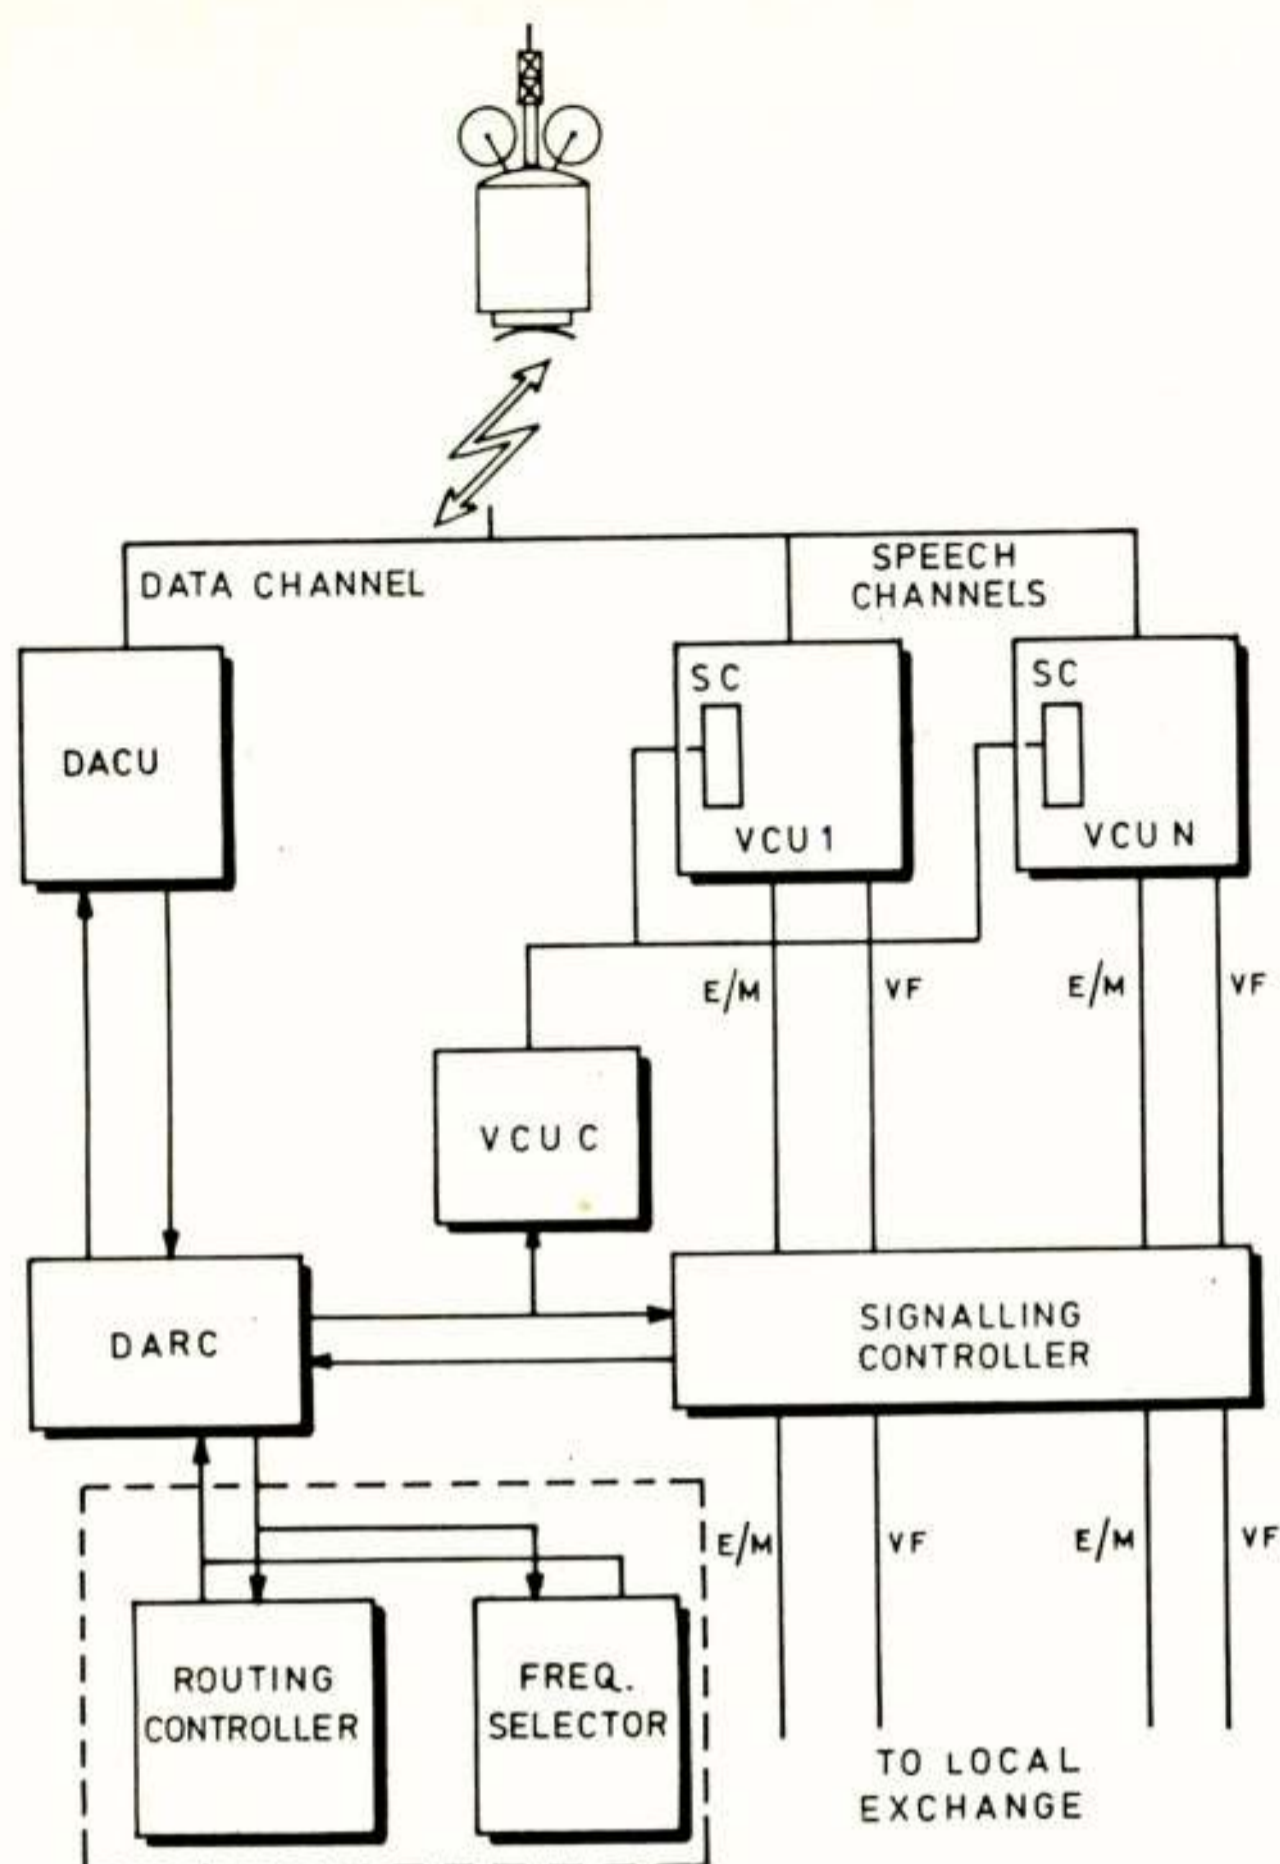 DATA CHANNEL
SPEECH
CHANNELS
DACU
SC
VCU 1
SC
VCU N
E/M
VF
E/M
VF
VCU C
DARC
SIGNALLING
CONTROLLER
E/M
VF
E/M
VF
ROUTING
CONTROLLER
FREQ.
SELECTOR
TO LOCAL
EXCHANGE